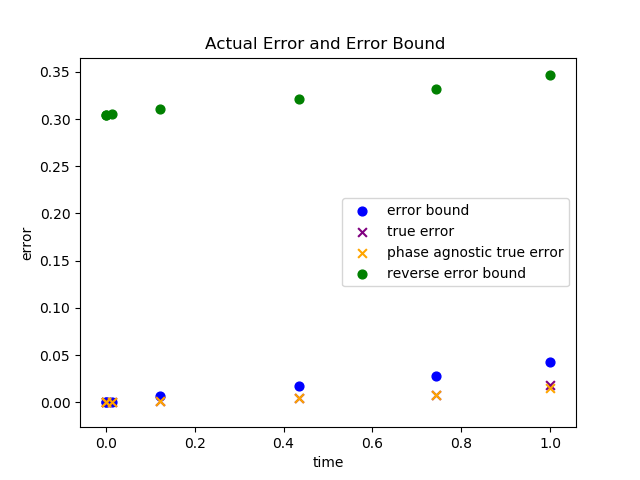 Actual Error and Error Bound
0.35
0.30
0.25
0.20
0.15
0.10
0.05
0.00
error
error bound
true error
phase agnostic true error
reverse error bound
0.0 0.2 0.4 0.6 0.8 1.0
time